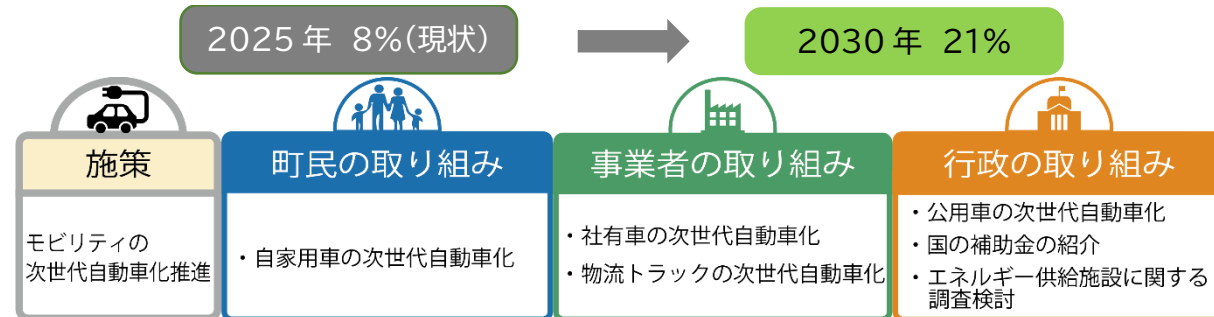 2025年 8%(現状)
2030年 21%
施策
町民の取り組み
事業者の取り組み
行政の取り組み
モビリティの
次世代自動車化推進
・自家用車の次世代自動車化
・社有車の次世代自動車化
・物流トラックの次世代自動車化
・公用車の次世代自動車化
・国の補助金の紹介
・エネルギー供給施設に関する
調査検討